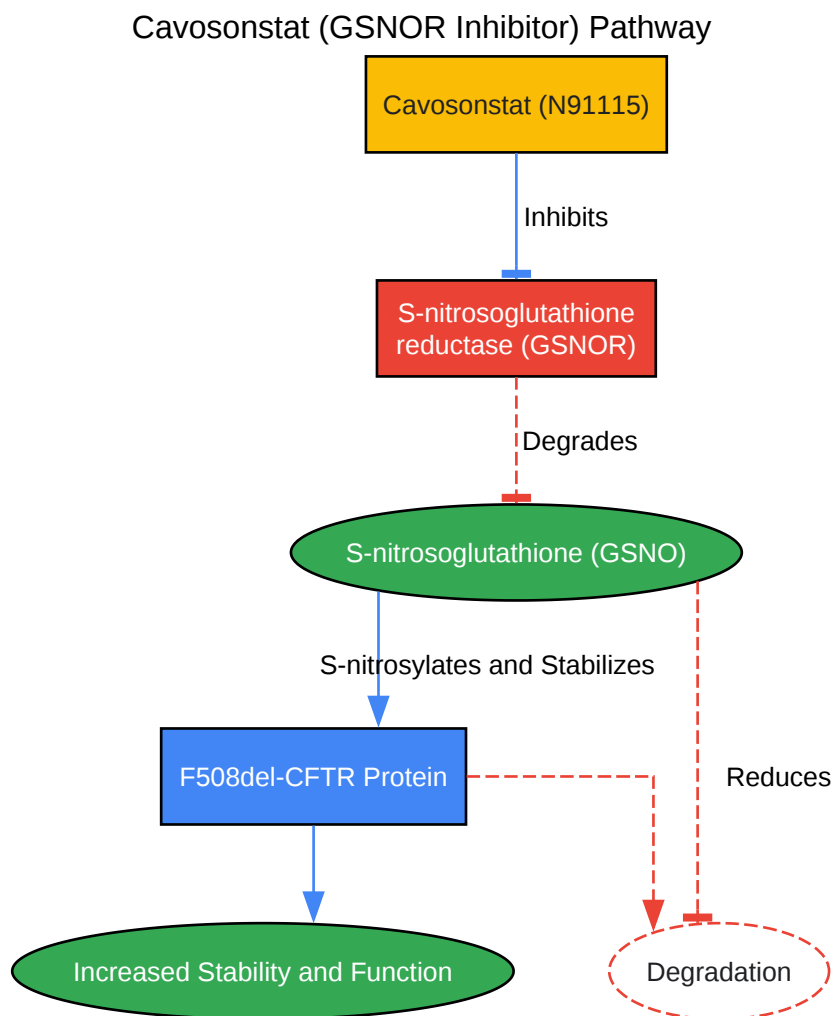 Cavosonstat (GSNOR Inhibitor) Pathway
Cavosonstat (N91115)
Inhibits
S-nitrosoglutathione
reductase (GSNOR)
Degrades
S-nitrosoglutathione (GSNO)
S-nitrosylates and Stabilizes
F508del-CFTR Protein
Reduces
Increased Stability and Function
Degradation